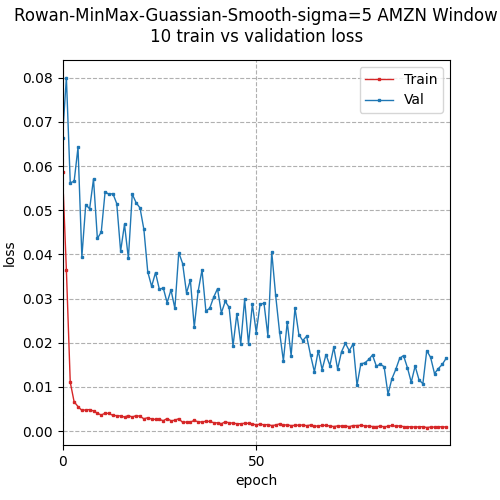 Rowan-MinMax-Guassian-Smooth-sigma=5 AMZN Window
10 train vs validation loss
Train
Val
0.08
0.07
0.06
0.05
0.04
0.03
0.02
0.01
0.00
loss
0
50
epoch